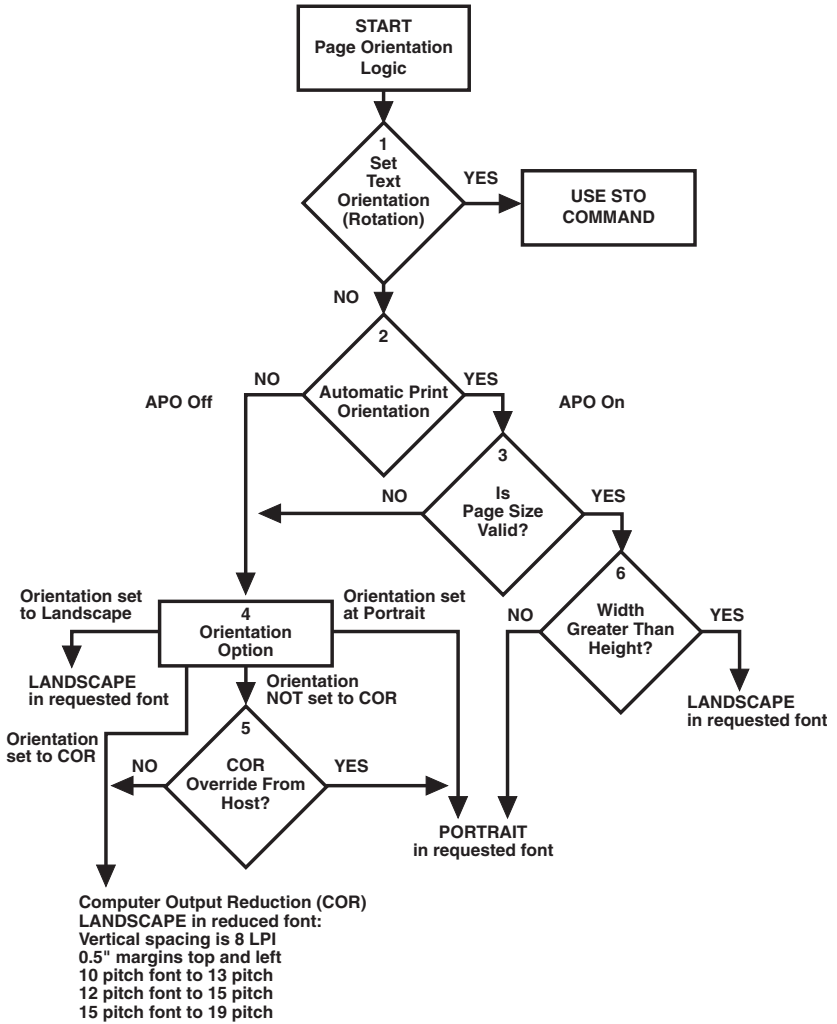 START
Page Orientation
Logic
1
Set
Text
Orientation
(Rotation)
YES
USE STO
COMMAND
NO
2
Automatic Print
Orientation
NO
YES
APO Off
APO On
3
Is
Page Size
Valid?
NO
YES
6
Width
Greater Than
Height?
NO
YES
LANDSCAPE
in requested font
Orientation set
to Landscape
4
Orientation
Option
Orientation set
at Portrait
LANDSCAPE
in requested font
Orientation
NOT set to COR
Orientation
set to COR
5
COR
Override From
Host?
NO
YES
PORTRAIT
in requested font
Computer Output Reduction (COR)
LANDSCAPE in reduced font:
Vertical spacing is 8 LPI
0.5" margins top and left
10 pitch font to 13 pitch
12 pitch font to 15 pitch
15 pitch font to 19 pitch